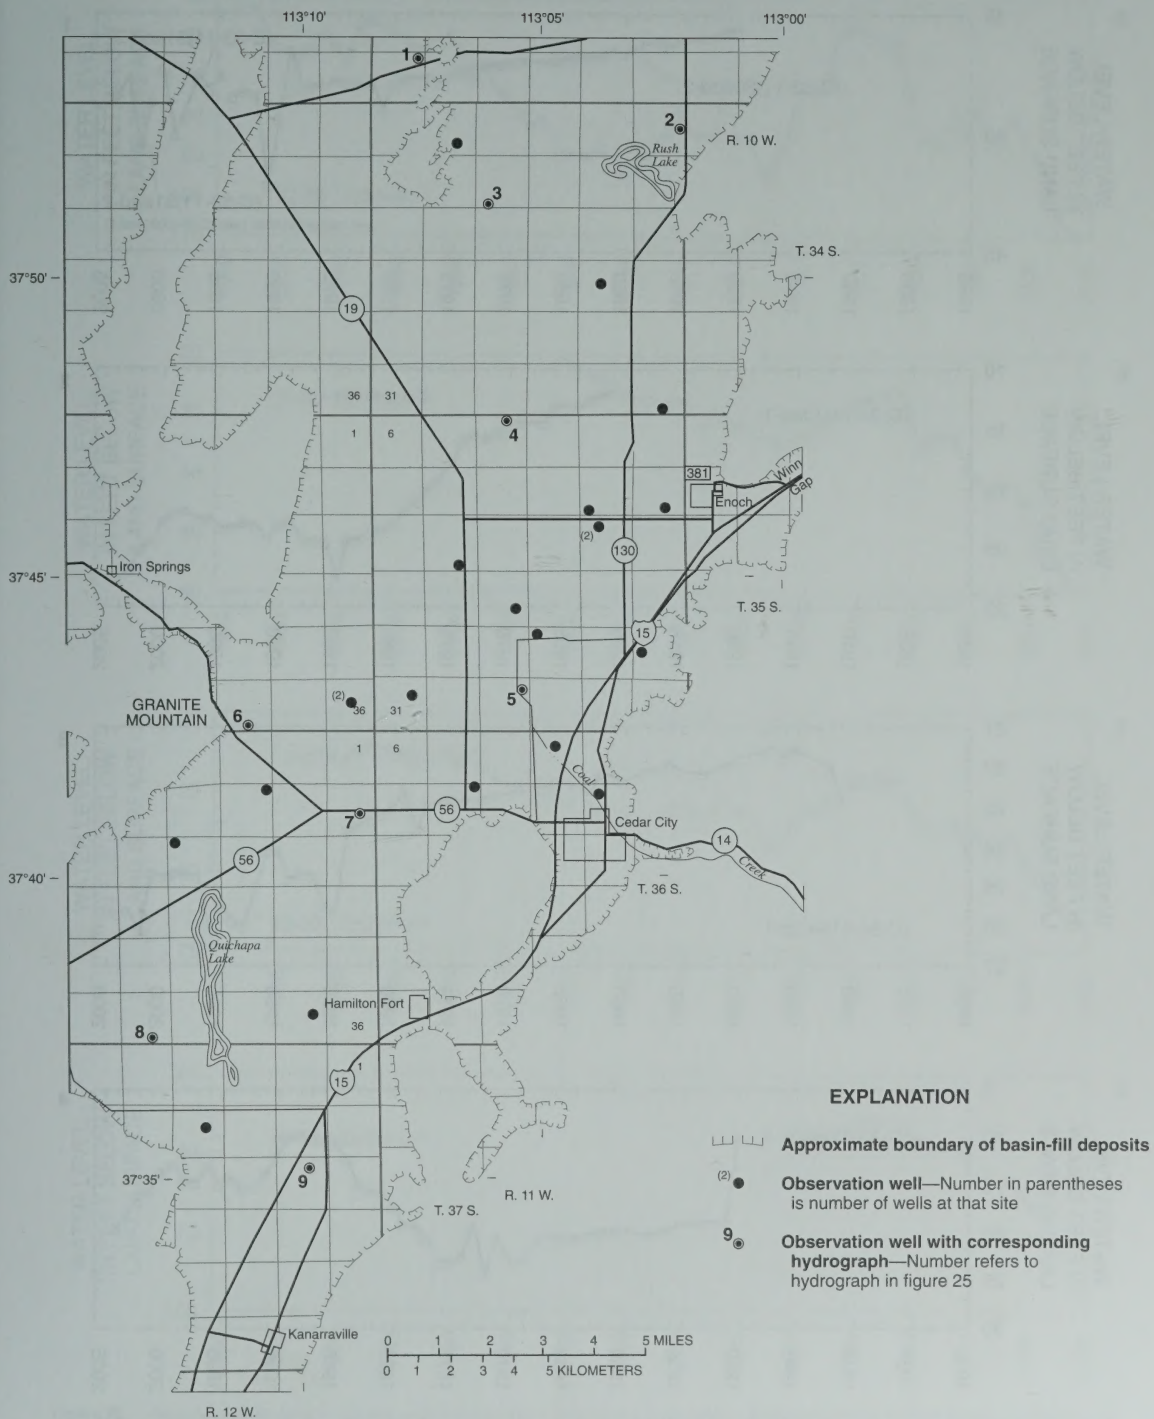 113°10'
113°05'
113°00'
1
2
R. 10 W.
Rush
Lake
3
T. 34 S.
37°50'
19
36 31
1 6
4
381
Winn
Gap
Enoch
(2)
130
Iron Springs
37°45'
T. 35 S.
15
GRANITE
MOUNTAIN
(2)
36 31
5
6
1 6
Coal
7
56
Cedar City
14
56
Creek
37°40'
T. 36 S.
Quichapa
Lake
Hamilton Fort
36
8
1
15
EXPLANATION
Approximate boundary of basin-fill deposits
37°35'
9
R. 11 W.
(2) Observation well—Number in parentheses
is number of wells at that site
T. 37 S.
9 Observation well with corresponding
hydrograph—Number refers to
hydrograph in figure 25
Kanarraville
0 1 2 3 4 5 MILES
0 1 2 3 4 5 KILOMETERS
R. 12 W.